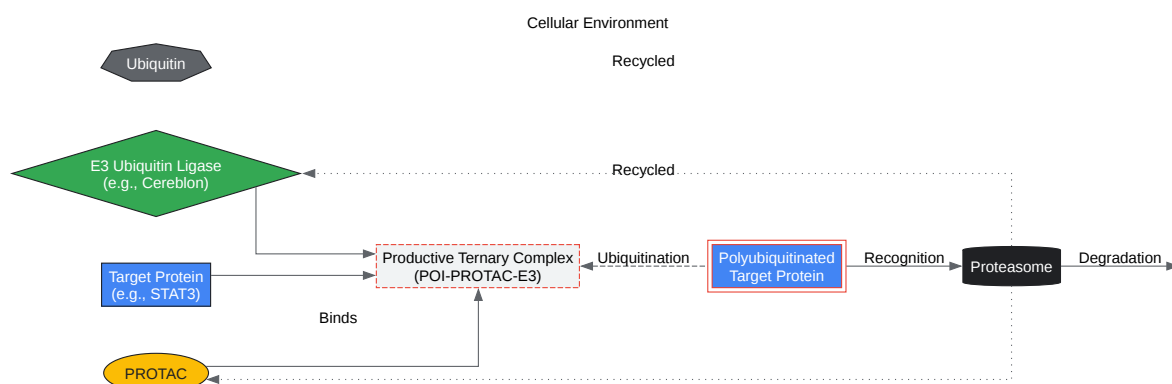 Cellular Environment
Ubiquitin
Recycled
E3 Ubiquitin Ligase
(e.g., Cereblon)
Recycled
Productive Ternary Complex
(POI-PROTAC-E3)
Ubiquitination
Polyubiquitinated
Target Protein
Recognition
Proteasome
Degradation
Target Protein
(e.g., STAT3)
Binds
PROTAC